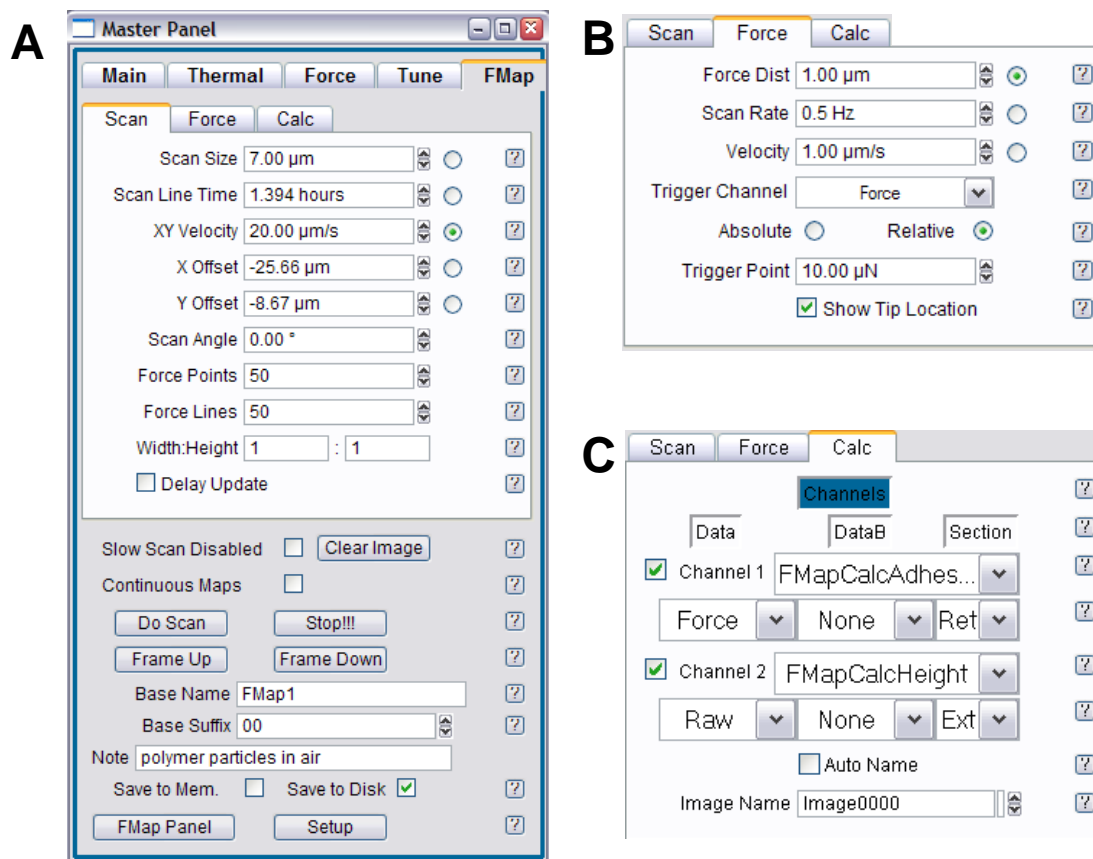 A
Master Panel
Main Thermal Force Tune FMap
Scan Force Calc
Scan Size 7.00 µm ?
Scan Line Time 1.394 hours ?
XY Velocity 20.00 µm/s ?
X Offset -25.66 µm ?
Y Offset -8.67 µm ?
Scan Angle 0.00 ° ?
Force Points 50 ?
Force Lines 50 ?
Width:Height 1 : 1 ?
Delay Update ?
Slow Scan Disabled Clear Image ?
Continuous Maps ?
Do Scan Stop!!! ?
Frame Up Frame Down ?
Base Name FMap1 ?
Base Suffix 00 ?
Note polymer particles in air
Save to Mem. Save to Disk ?
FMap Panel Setup ?
B
Scan Force Calc
Force Dist 1.00 µm ?
Scan Rate 0.5 Hz ?
Velocity 1.00 µm/s ?
Trigger Channel Force ?
Absolute Relative ?
Trigger Point 10.00 µN ?
Show Tip Location ?
C
Scan Force Calc
Channels ?
Data DataB Section ?
Channel 1 FMapCalcAdhes... ?
Force None Ret ?
Channel 2 FMapCalcHeight ?
Raw None Ext ?
Auto Name ?
Image Name Image0000 ?